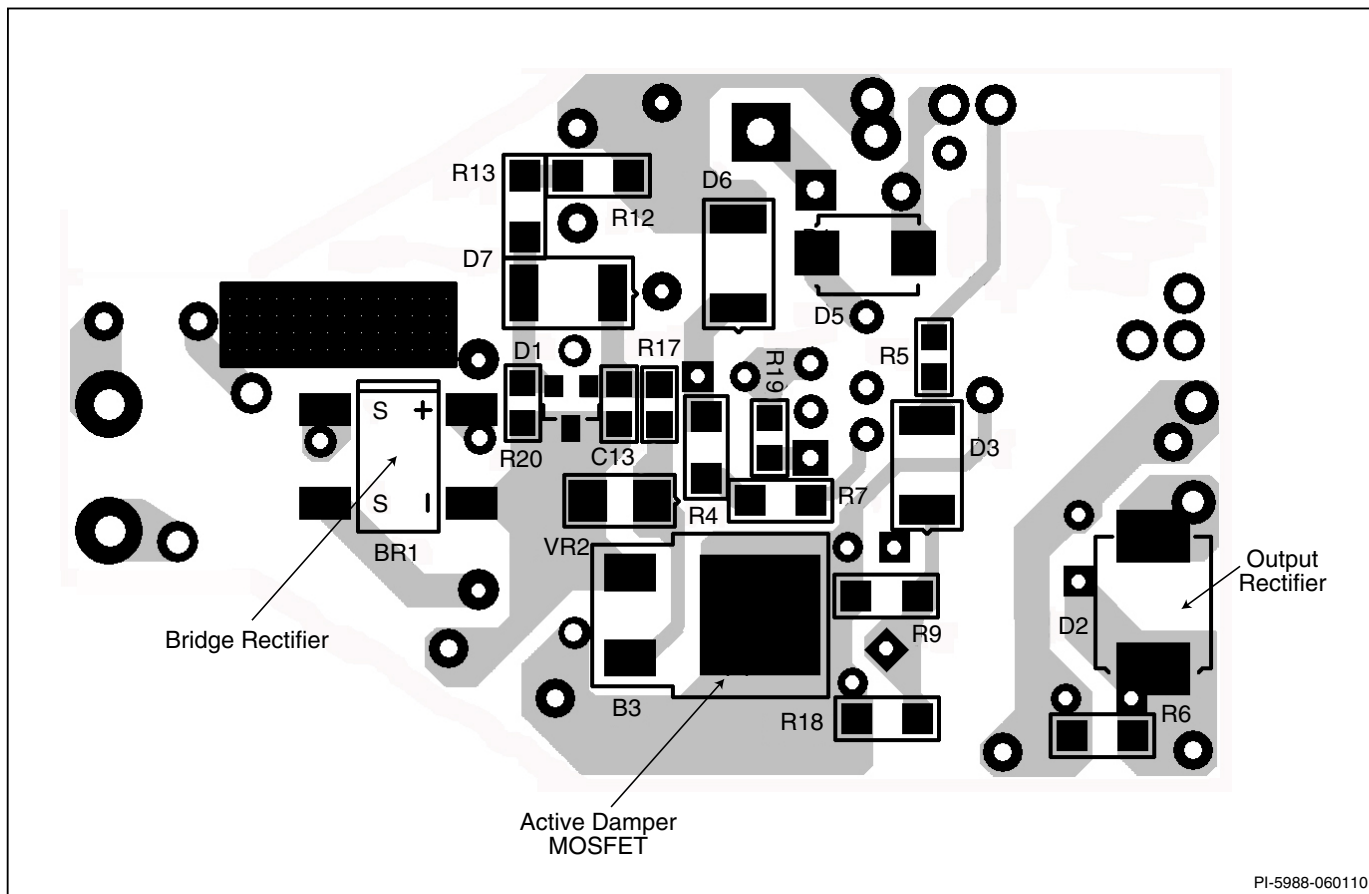 R13
R12
D6
D7
D5
D1
R17
R19
R5
S +
R20
C13
D3
S –
R7
R4
BR1
VR2
Output
Rectifier
Bridge Rectifier
D2
R9
B3
R18
R6
Active Damper
MOSFET
PI-5988-060110